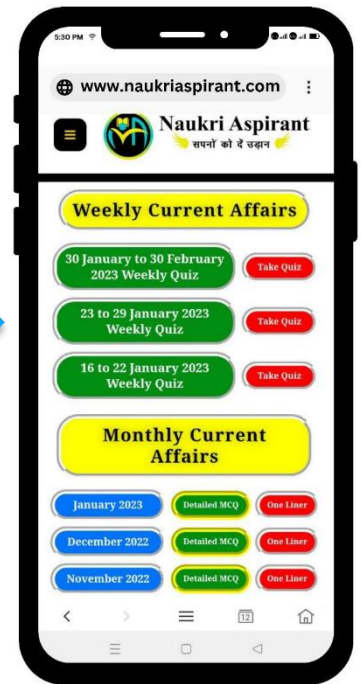 5:30 PM
www.naukriaspirant.com
Naukri Aspirant
सपनों को दें उड़ान
Weekly Current Affairs
30 January to 30 February
2023 Weekly Quiz
Take Quiz
23 to 29 January 2023
Weekly Quiz
Take Quiz
16 to 22 January 2023
Weekly Quiz
Take Quiz
Monthly Current
Affairs
January 2023 Detailed MCQ One Liner
December 2022 Detailed MCQ One Liner
November 2022 Detailed MCQ One Liner
12